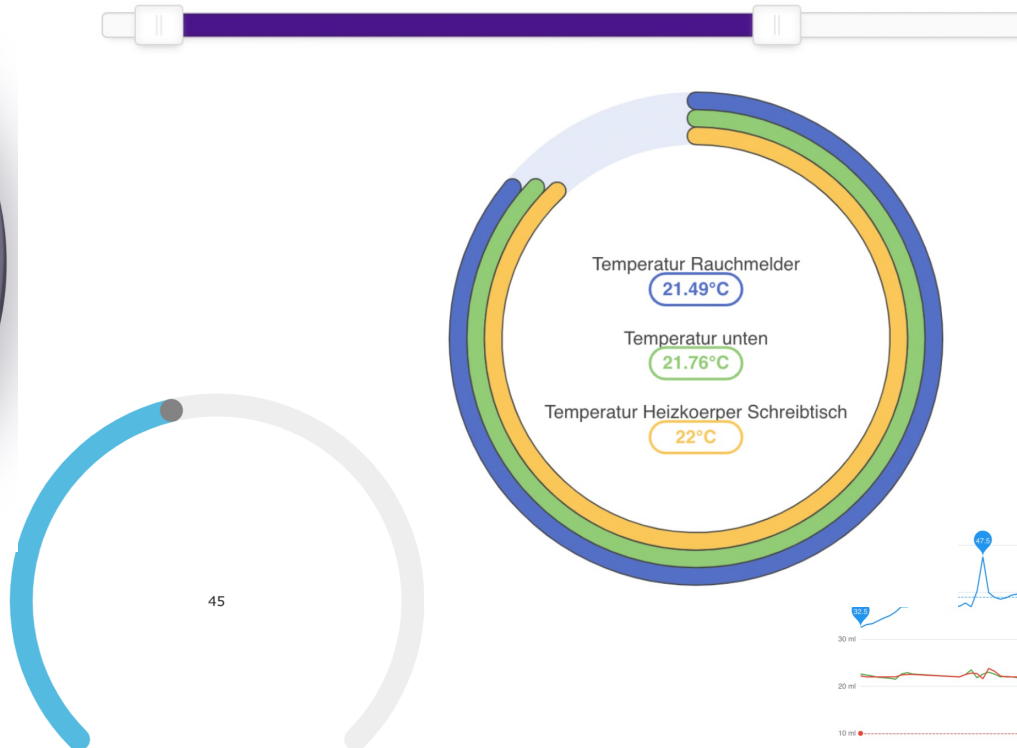 Temperatur Rauchmelder
21.49°C
Temperatur unten
21.76°C
Temperatur Heizkoerper Schreibtisch
22°C
45
47.5
32.5
30 ml
20 ml
10 ml